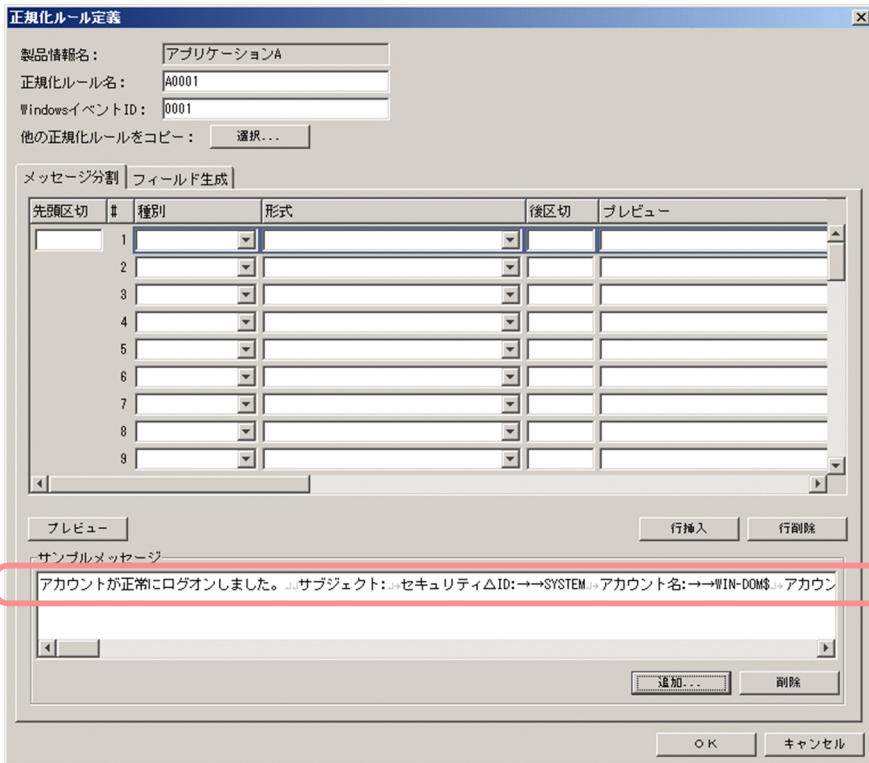 正規化ルール定義
製品情報名： アプリケーションA
正規化ルール名： A0001
WindowsイベントID： 0001
他の正規化ルールをコピー： 選択...
メッセージ分割 フィールド生成
先頭区切 # 種別 形式 後区切 プレビュー
1
2
3
4
5
6
7
8
9
プレビュー 行挿入 行削除
サンプルメッセージ
アカウントが正常にログオンしました。↵↵サブジェクト:↵→セキュリティ△ID:→→SYSTEM↵→アカウント名:→→WIN-DOM$↵→アカウン
追加... 削除
OK キャンセル